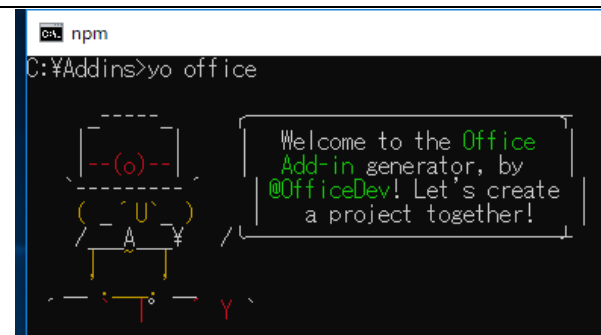 npm
C:¥Addins>yo office
Welcome to the Office
Add-in generator, by
@OfficeDev! Let's create
a project together!